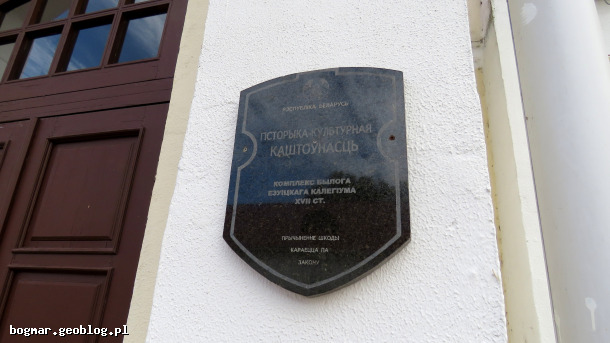 РЭСПУБЛІКА БЕЛАРУСЬ
ГІСТОРЫКА-КУЛЬТУРНАЯ
КАШТОЎНАСЦЬ
КОМПЛЕКС БЫЛОГА
ЕЗУІЦКАГА КАЛЕГІУМА
XVII СТ.
ПРЫЧЫНЕННЕ ШКОДЫ
КАРАЕЦЦА ПА
ЗАКОНУ
bogmar.geoblog.pl